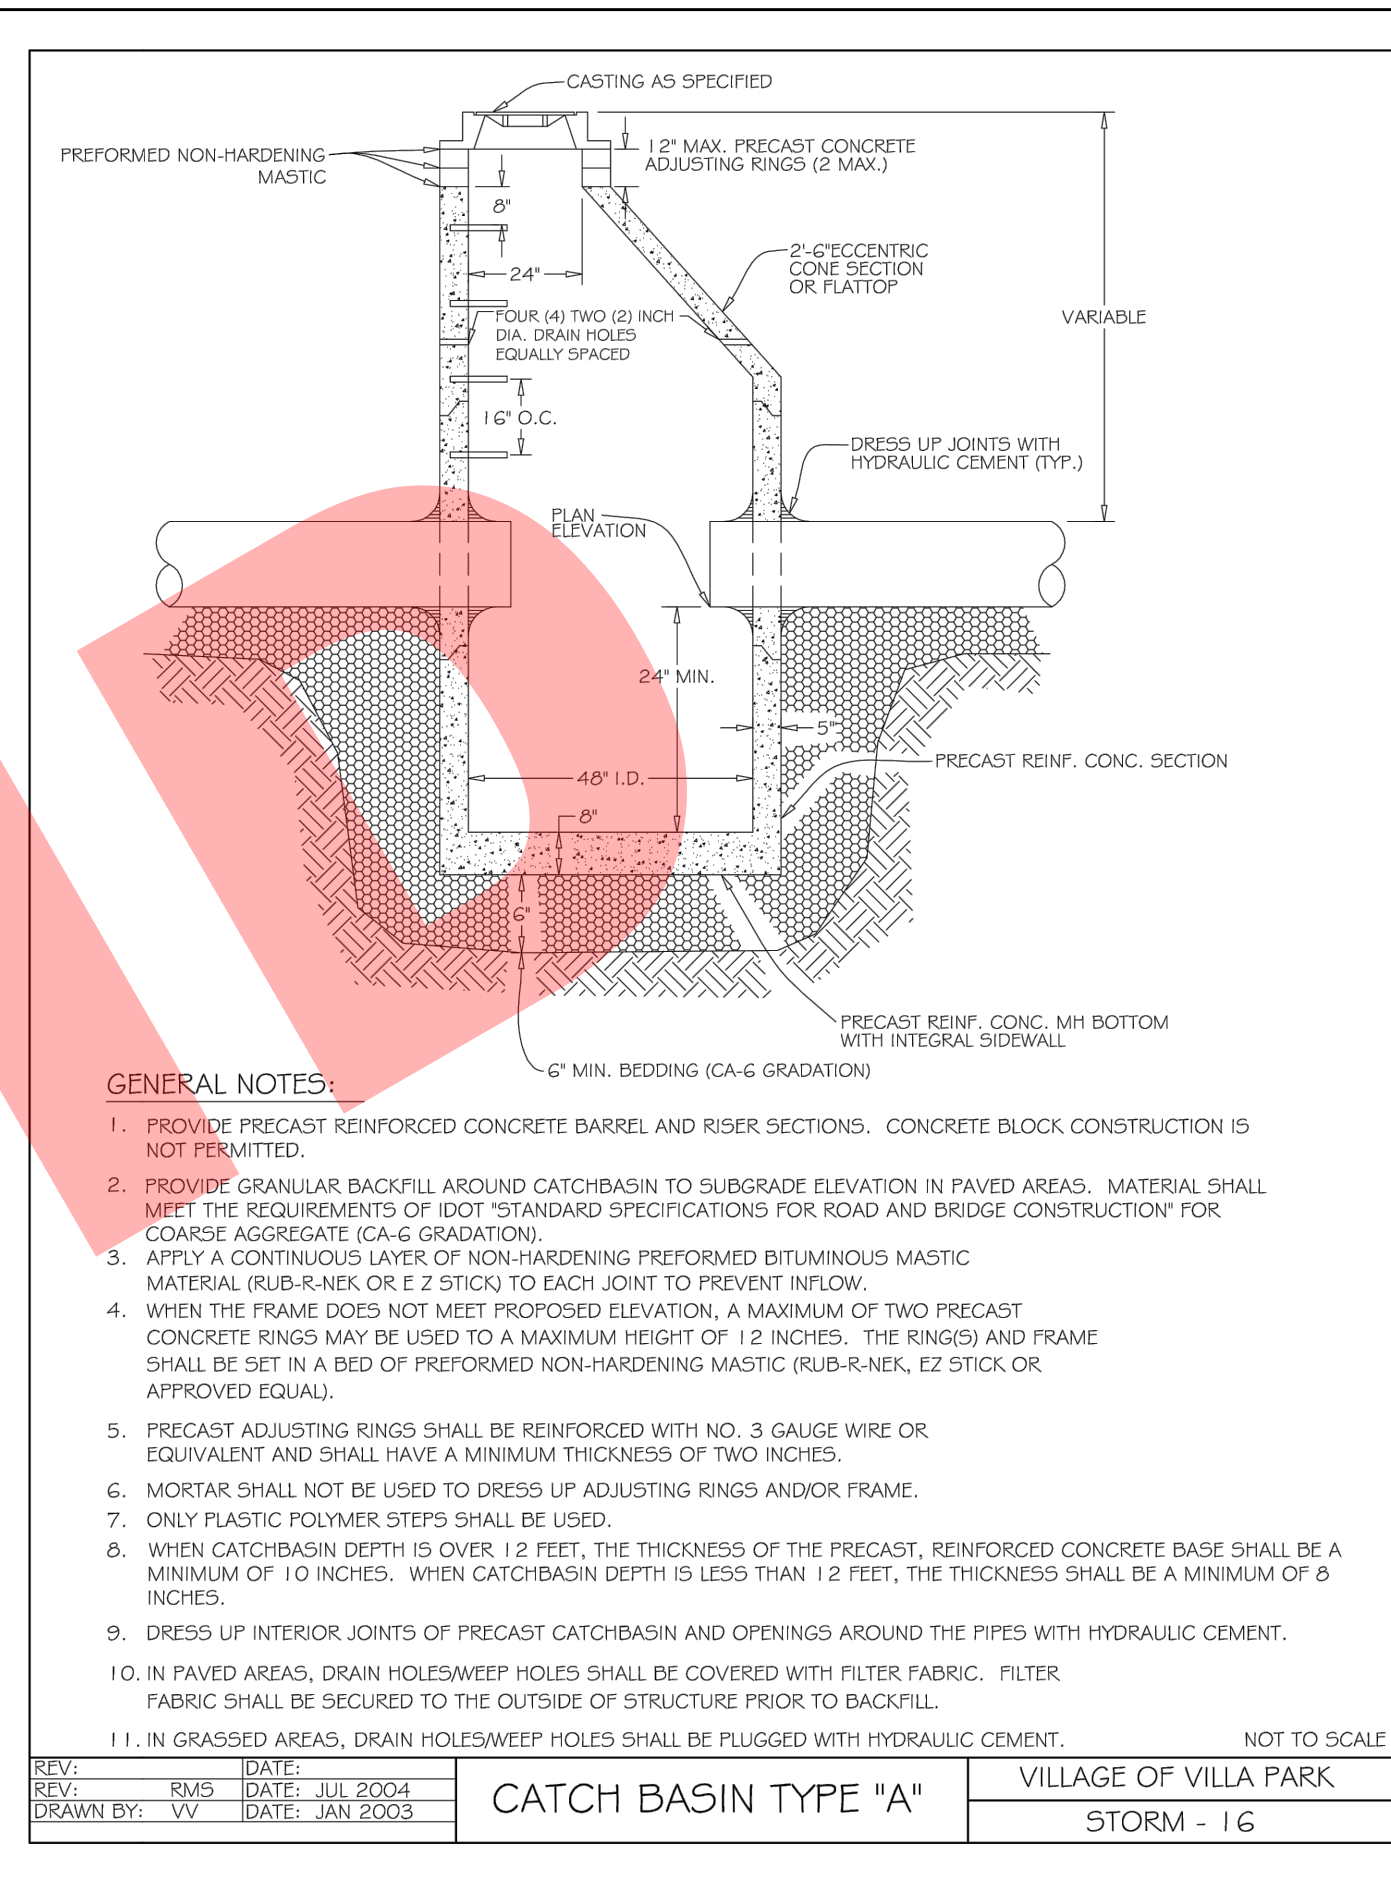 CASTING AS SPECIFIED
PREFORMED NON-HARDENING
MASTIC
12" MAX. PRECAST CONCRETE
ADJUSTING RINGS (2 MAX.)
8"
24"
2'-6"ECCENTRIC
CONE SECTION
OR FLATTOP
VARIABLE
FOUR (4) TWO (2) INCH
DIA. DRAIN HOLES
EQUALLY SPACED
16" O.C.
DRESS UP JOINTS WITH
HYDRAULIC CEMENT (TYP.)
PLAN
ELEVATION
24" MIN.
5"
PRECAST REINF. CONC. SECTION
48" I.D.
8"
6"
PRECAST REINF. CONC. MH BOTTOM
WITH INTEGRAL SIDEWALL
6" MIN. BEDDING (CA-6 GRADATION)
GENERAL NOTES:
1. PROVIDE PRECAST REINFORCED CONCRETE BARREL AND RISER SECTIONS. CONCRETE BLOCK CONSTRUCTION IS
NOT PERMITTED.
2. PROVIDE GRANULAR BACKFILL AROUND CATCHBASIN TO SUBGRADE ELEVATION IN PAVED AREAS. MATERIAL SHALL
MEET THE REQUIREMENTS OF IDOT "STANDARD SPECIFICATIONS FOR ROAD AND BRIDGE CONSTRUCTION" FOR
COARSE AGGREGATE (CA-6 GRADATION).
3. APPLY A CONTINUOUS LAYER OF NON-HARDENING PREFORMED BITUMINOUS MASTIC
MATERIAL (RUB-R-NEK OR E Z STICK) TO EACH JOINT TO PREVENT INFLOW.
4. WHEN THE FRAME DOES NOT MEET PROPOSED ELEVATION, A MAXIMUM OF TWO PRECAST
CONCRETE RINGS MAY BE USED TO A MAXIMUM HEIGHT OF 12 INCHES. THE RING(S) AND FRAME
SHALL BE SET IN A BED OF PREFORMED NON-HARDENING MASTIC (RUB-R-NEK, EZ STICK OR
APPROVED EQUAL).
5. PRECAST ADJUSTING RINGS SHALL BE REINFORCED WITH NO. 3 GAUGE WIRE OR
EQUIVALENT AND SHALL HAVE A MINIMUM THICKNESS OF TWO INCHES.
6. MORTAR SHALL NOT BE USED TO DRESS UP ADJUSTING RINGS AND/OR FRAME.
7. ONLY PLASTIC POLYMER STEPS SHALL BE USED.
8. WHEN CATCHBASIN DEPTH IS OVER 12 FEET, THE THICKNESS OF THE PRECAST, REINFORCED CONCRETE BASE SHALL BE A
MINIMUM OF 10 INCHES. WHEN CATCHBASIN DEPTH IS LESS THAN 12 FEET, THE THICKNESS SHALL BE A MINIMUM OF 8
INCHES.
9. DRESS UP INTERIOR JOINTS OF PRECAST CATCHBASIN AND OPENINGS AROUND THE PIPES WITH HYDRAULIC CEMENT.
10. IN PAVED AREAS, DRAIN HOLES/WEEP HOLES SHALL BE COVERED WITH FILTER FABRIC. FILTER
FABRIC SHALL BE SECURED TO THE OUTSIDE OF STRUCTURE PRIOR TO BACKFILL.
11. IN GRASSED AREAS, DRAIN HOLES/WEEP HOLES SHALL BE PLUGGED WITH HYDRAULIC CEMENT.
NOT TO SCALE
REV: DATE:
REV: RMS DATE: JUL 2004
DRAWN BY: VV DATE: JAN 2003
CATCH BASIN TYPE "A"
VILLAGE OF VILLA PARK
STORM - 16